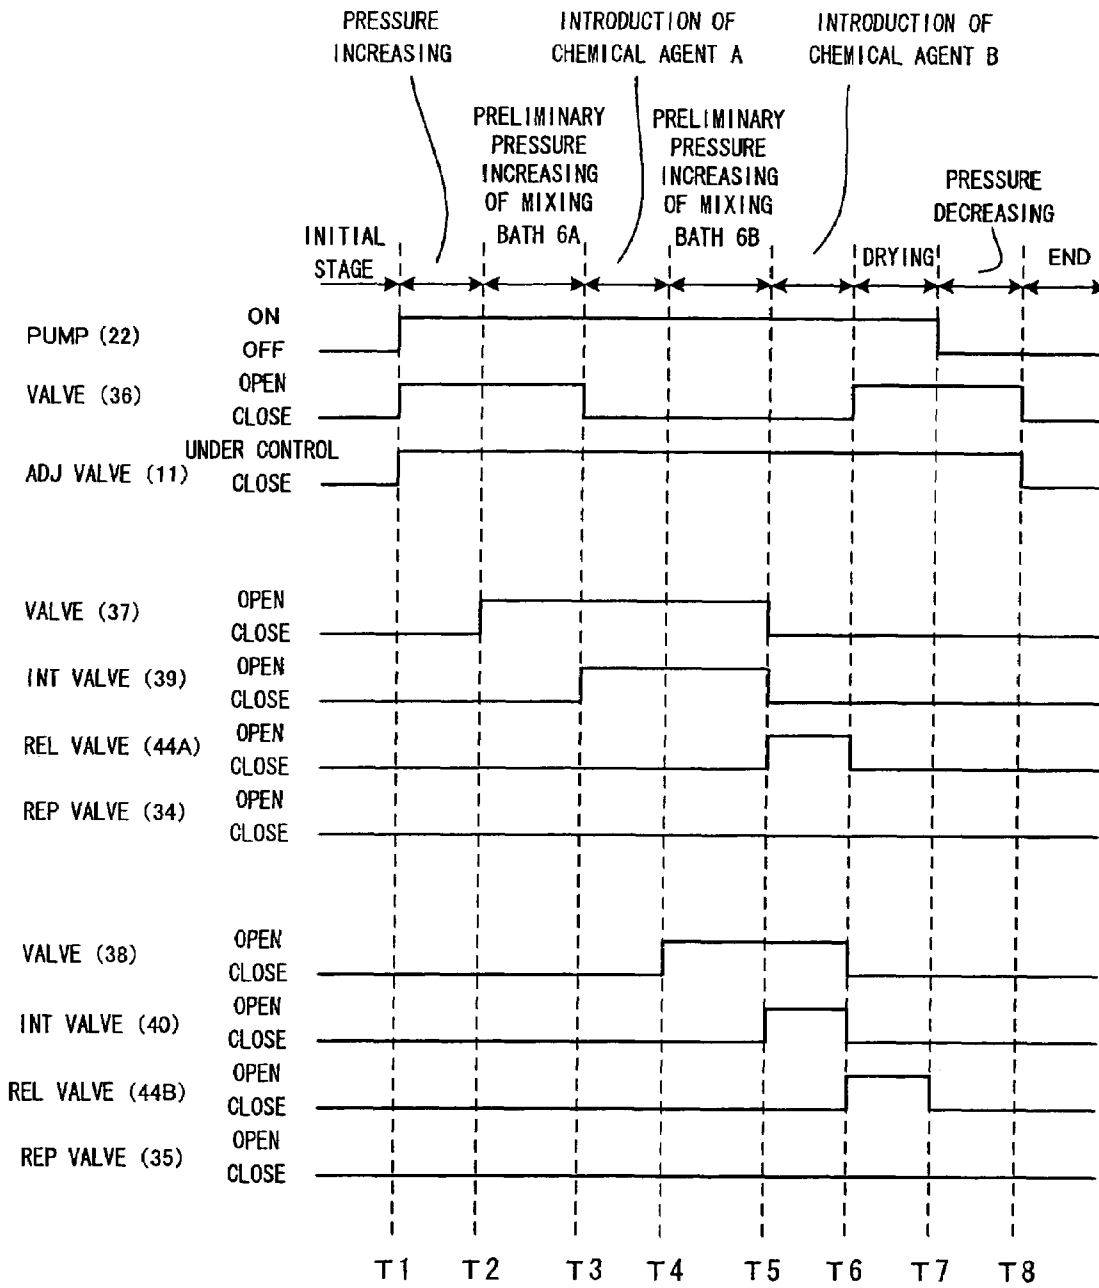 PRESSURE
INCREASING
INTRODUCTION OF
CHEMICAL AGENT A
INTRODUCTION OF
CHEMICAL AGENT B
PRELIMINARY
PRESSURE
INCREASING
OF MIXING
BATH 6A
PRELIMINARY
PRESSURE
INCREASING
OF MIXING
BATH 6B
PRESSURE
DECREASING
INITIAL
STAGE
DRYING
END
PUMP (22)
ON
OFF
VALVE (36)
OPEN
CLOSE
ADJ VALVE (11)
UNDER CONTROL
CLOSE
VALVE (37)
OPEN
CLOSE
INT VALVE (39)
OPEN
CLOSE
REL VALVE (44A)
OPEN
CLOSE
REP VALVE (34)
OPEN
CLOSE
VALVE (38)
OPEN
CLOSE
INT VALVE (40)
OPEN
CLOSE
REL VALVE (44B)
OPEN
CLOSE
REP VALVE (35)
OPEN
CLOSE
T1 T2 T3 T4 T5 T6 T7 T8